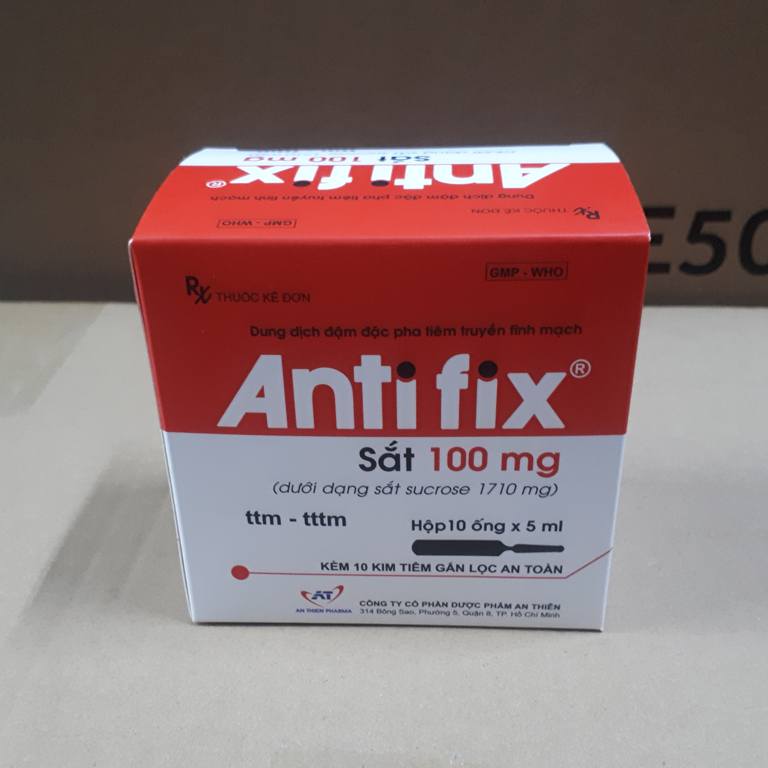 Sắt 100 mg
Antifix®
Dung dịch đậm đặc pha tiêm truyền tĩnh mạch
Rx THUỐC KÊ ĐƠN
GMP - WHO
E50
Rx THUỐC KÊ ĐƠN
GMP - WHO
Dung dịch đậm đặc pha tiêm truyền tĩnh mạch
Antifix®
Sắt 100 mg
(dưới dạng sắt sucrose 1710 mg)
ttm - tttm
Hộp10 ống x 5 ml
KÈM 10 KIM TIÊM GẮN LỌC AN TOÀN
AT
AN THIEN PHARMA
CÔNG TY CỔ PHẦN DƯỢC PHẨM AN THIÊN
314 Bông Sao, Phường 5, Quận 8, TP. Hồ Chí Minh